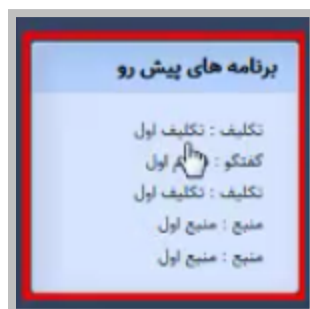 برنامه های پیش رو
تکلیف : تکلیف اول
گفتگو : اول
تکلیف : تکلیف اول
منبع : منبع اول
منبع : منبع اول